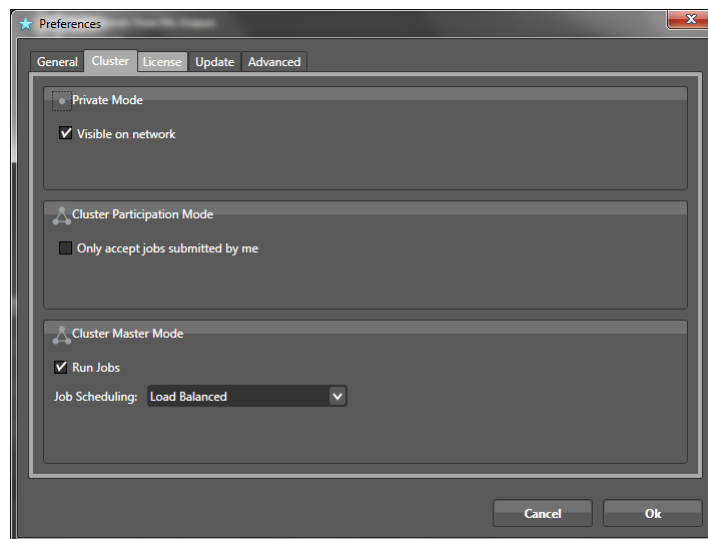 Preferences
General Cluster License Update Advanced
Private Mode
Visible on network
Cluster Participation Mode
Only accept jobs submitted by me
Cluster Master Mode
Run Jobs
Job Scheduling: Load Balanced
Cancel Ok